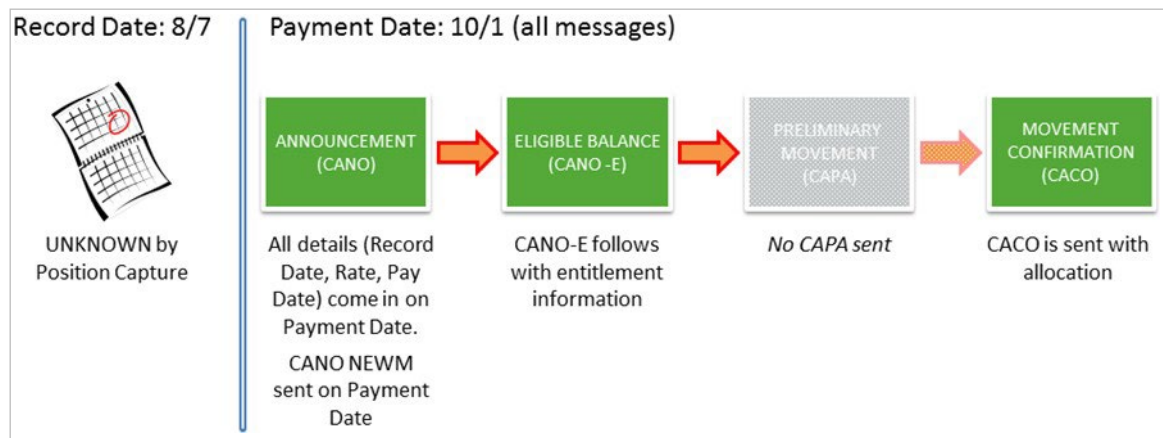 Record Date: 8/7
Payment Date: 10/1 (all messages)
ANNOUNCEMENT
(CANO)
ELIGIBLE BALANCE
(CANO -E)
PRELIMINARY
MOVEMENT
(CAPA)
MOVEMENT
CONFIRMATION
(CACO)
UNKNOWN by
Position Capture
All details (Record
Date, Rate, Pay
Date) come in on
Payment Date.
CANO NEWM
sent on Payment
Date
CANO-E follows
with entitlement
information
No CAPA sent
CACO is sent with
allocation